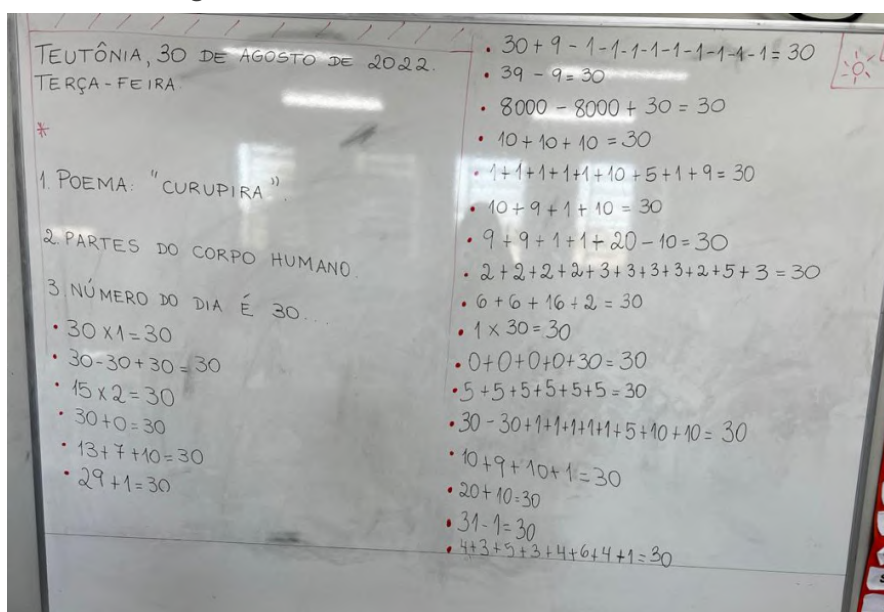 TEUTÔNIA, 30 DE AGOSTO DE 2022.
TERÇA-FEIRA.
*
1. POEMA: "CURUPIRA".
2. PARTES DO CORPO HUMANO.
3. NÚMERO DO DIA É 30...
• 30 x 1 = 30
• 30 - 30 + 30 = 30
• 15 x 2 = 30
• 30 + 0 = 30
• 13 + 7 + 10 = 30
• 29 + 1 = 30
• 30 + 9 - 1 - 1 - 1 - 1 - 1 - 1 - 1 - 1 - 1 = 30
• 39 - 9 = 30
• 8000 - 8000 + 30 = 30
• 10 + 10 + 10 = 30
• 1 + 1 + 1 + 1 + 1 + 10 + 5 + 1 + 9 = 30
• 10 + 9 + 1 + 10 = 30
• 9 + 9 + 1 + 1 + 20 - 10 = 30
• 2 + 2 + 2 + 2 + 3 + 3 + 3 + 3 + 2 + 5 + 3 = 30
• 6 + 6 + 16 + 2 = 30
• 1 x 30 = 30
• 0 + 0 + 0 + 0 + 30 = 30
• 5 + 5 + 5 + 5 + 5 + 5 = 30
• 30 - 30 + 1 + 1 + 1 + 1 + 1 + 5 + 10 + 10 = 30
• 10 + 9 + 10 + 1 = 30
• 20 + 10 = 30
• 31 - 1 = 30
• 4 + 3 + 5 + 3 + 4 + 6 + 4 + 1 = 30